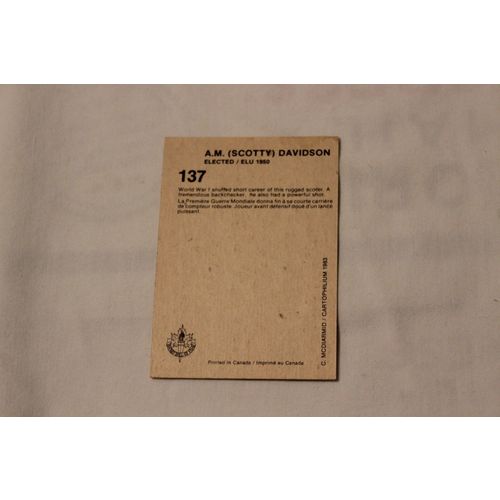 A.M. (SCOTTY) DAVIDSON
ELECTED / ELU 1950
137
World War I snuffed short career of this rugged scorer. A
tremendous backchecker, he also had a powerful shot.
La Première Guerre Mondiale donna fin à sa courte carrière
de compteur robuste. Joueur avant défensif doué d'un lancé
puissant.
C. MCDIARMID / CARTOPHILIUM 1983
Printed in Canada / Imprimé au Canada